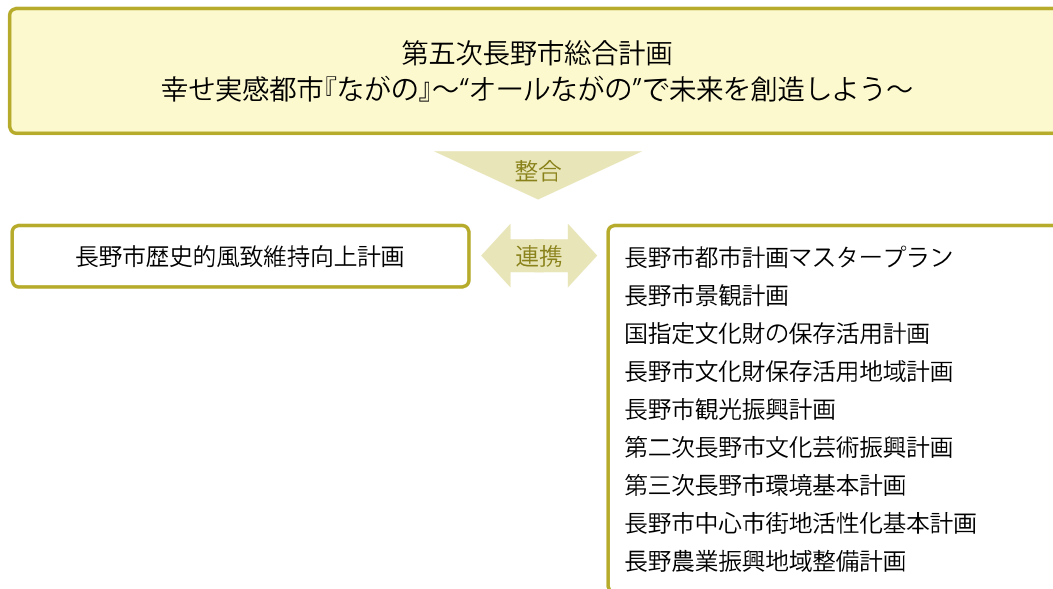 第五次長野市総合計画
幸せ実感都市『ながの』～“オールながの”で未来を創造しよう～
整合
長野市歴史的風致維持向上計画
連携
長野市都市計画マスタープラン
長野市景観計画
国指定文化財の保存活用計画
長野市文化財保存活用地域計画
長野市観光振興計画
第二次長野市文化芸術振興計画
第三次長野市環境基本計画
長野市中心市街地活性化基本計画
長野農業振興地域整備計画